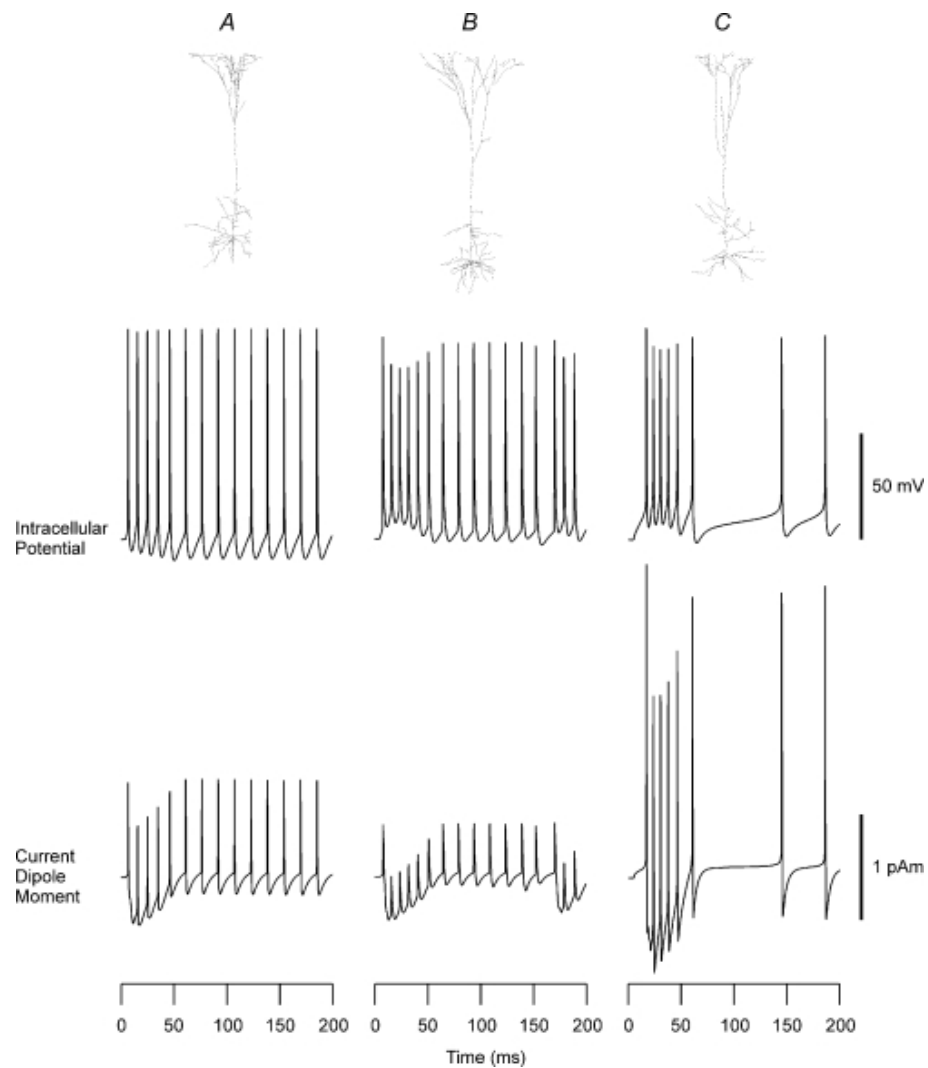 A B C
50 mV
Intracellular
Potential
Current
Dipole
Moment
1 pAm
0 50 100 150 200 0 50 100 150 200 0 50 100 150 200
Time (ms)